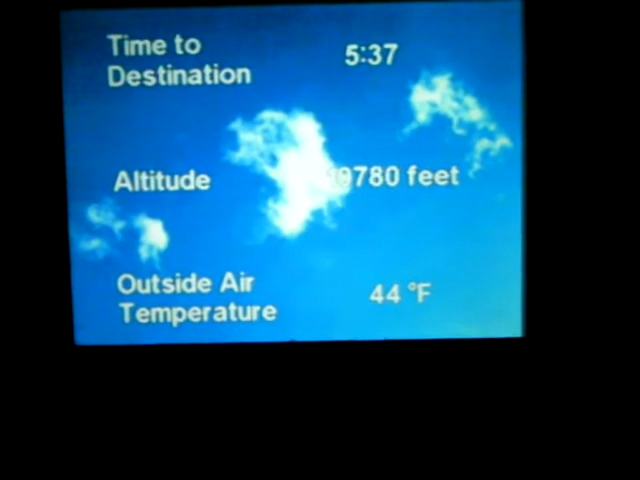 Time to
Destination
5:37
Altitude
feet
Outside Air
Temperature
44 °F